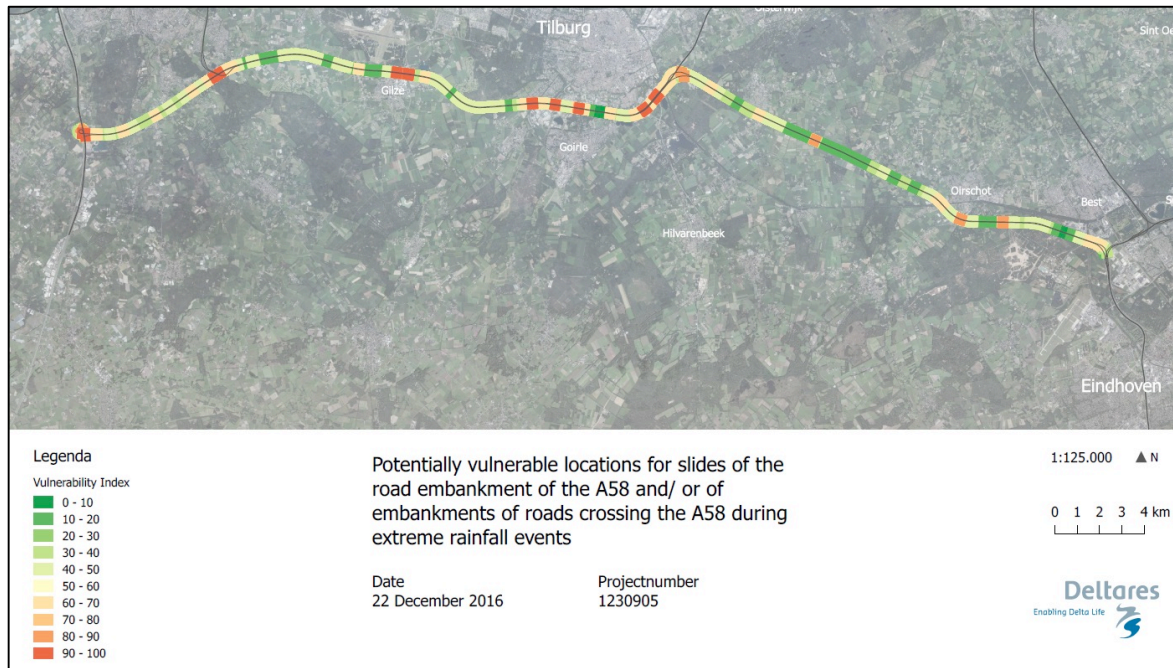 Tilburg
Oisterwijk
Sint Oe
Gilze
Goirle
Oirschot
Best
S
Hilvarenbeek
Eindhoven
Legenda
Vulnerability Index
0 - 10
10 - 20
20 - 30
30 - 40
40 - 50
50 - 60
60 - 70
70 - 80
80 - 90
90 - 100
Potentially vulnerable locations for slides of the
road embankment of the A58 and/ or of
embankments of roads crossing the A58 during
extreme rainfall events
Date
22 December 2016
Projectnumber
1230905
1:125.000 ▲ N
0 1 2 3 4 km
Deltares
Enabling Delta Life